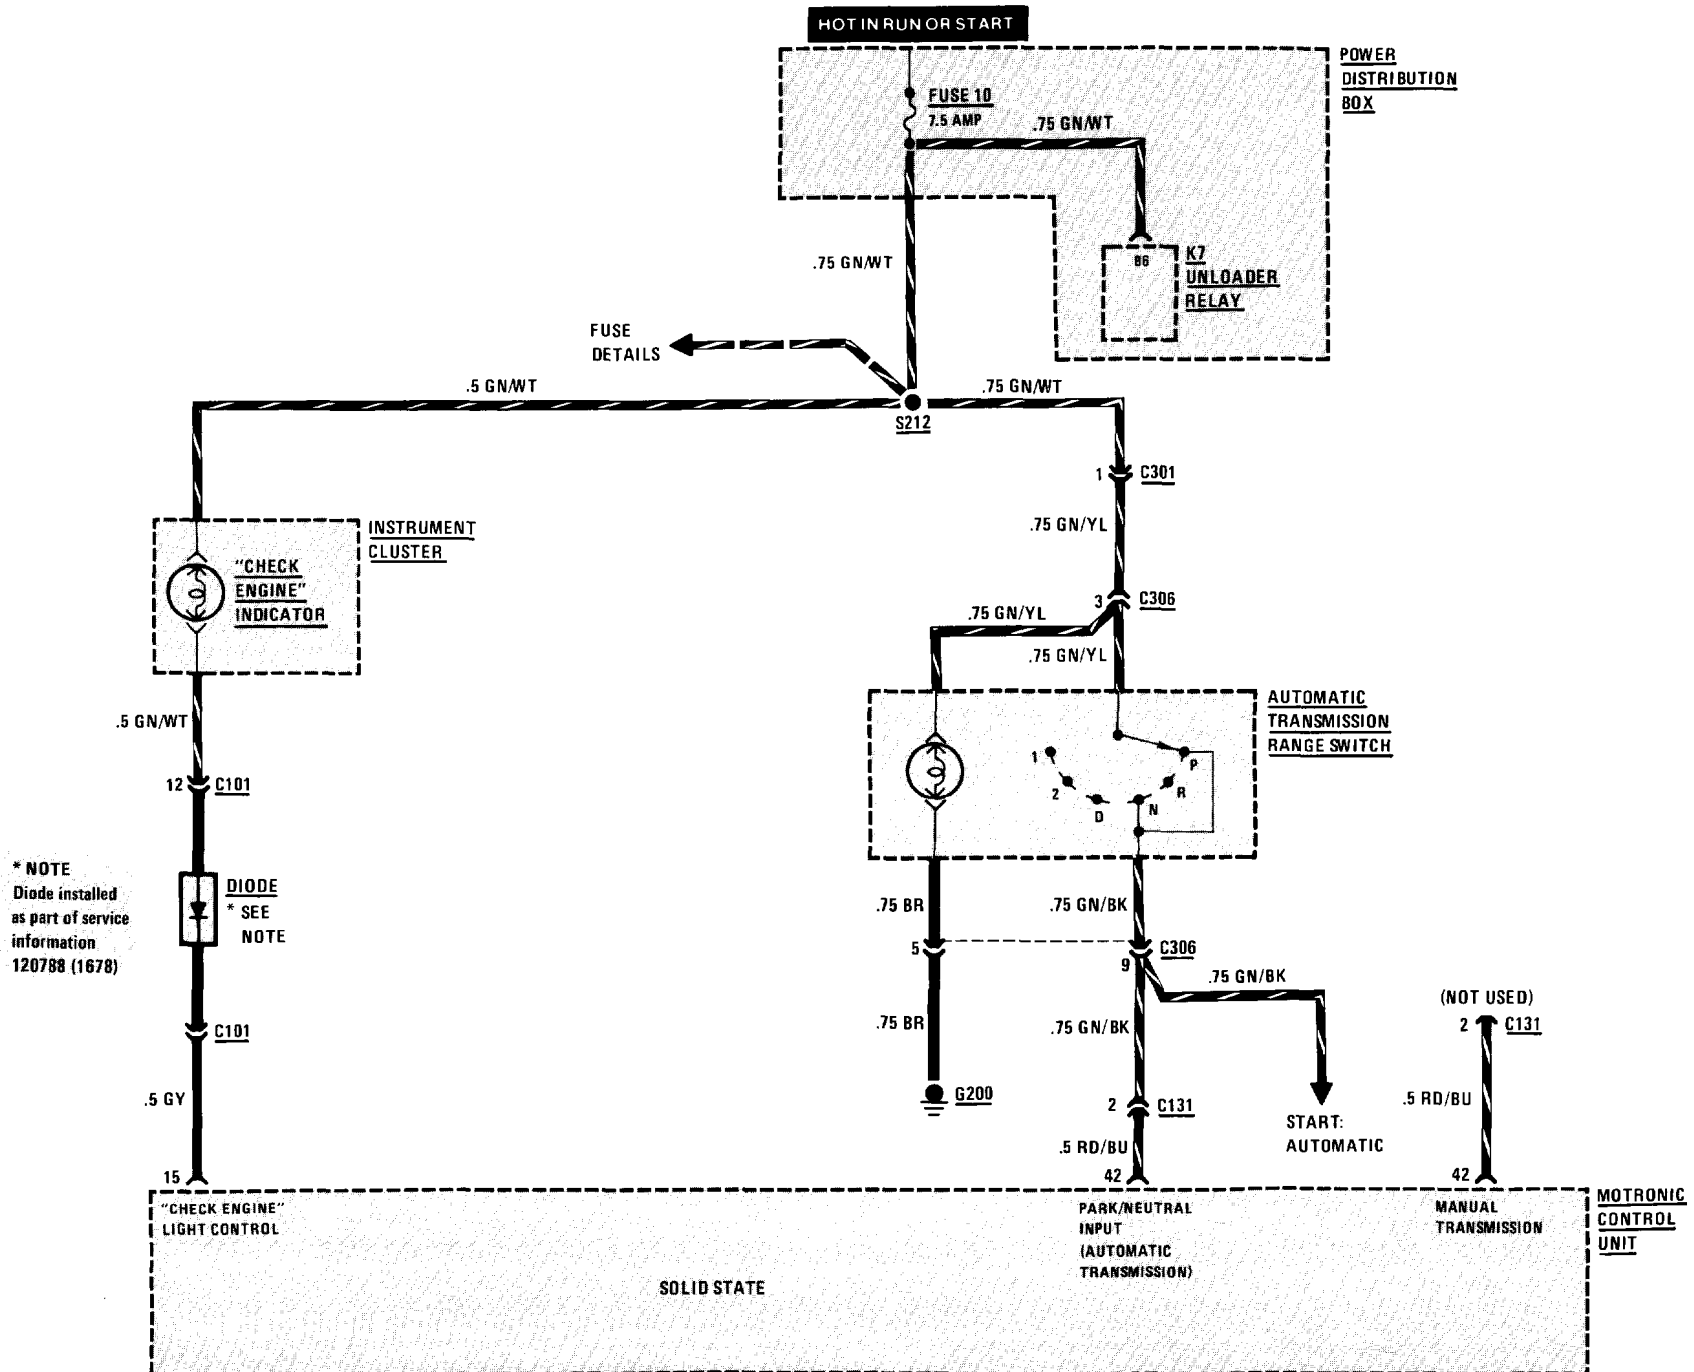 HOT IN RUN OR START
POWER
DISTRIBUTION
BOX
FUSE 10
7.5 AMP
.75 GN/WT
.75 GN/WT
86
K7
UNLOADER
RELAY
FUSE
DETAILS
.5 GN/WT
.75 GN/WT
S212
1
C301
.75 GN/YL
INSTRUMENT
CLUSTER
"CHECK
ENGINE"
INDICATOR
3
C306
.75 GN/YL
.75 GN/YL
AUTOMATIC
TRANSMISSION
RANGE SWITCH
.5 GN/WT
1
2
D
N
R
P
12
C101
* NOTE
Diode installed
as part of service
information
120788 (1678)
DIODE
* SEE
NOTE
.75 BR
.75 GN/BK
5
9
C306
.75 GN/BK
.75 BR
.75 GN/BK
(NOT USED)
2
C131
C101
G200
2
C131
.5 GY
.5 RD/BU
START:
AUTOMATIC
.5 RD/BU
15
42
42
"CHECK ENGINE"
LIGHT CONTROL
PARK/NEUTRAL
INPUT
(AUTOMATIC
TRANSMISSION)
MANUAL
TRANSMISSION
MOTRONIC
CONTROL
UNIT
SOLID STATE